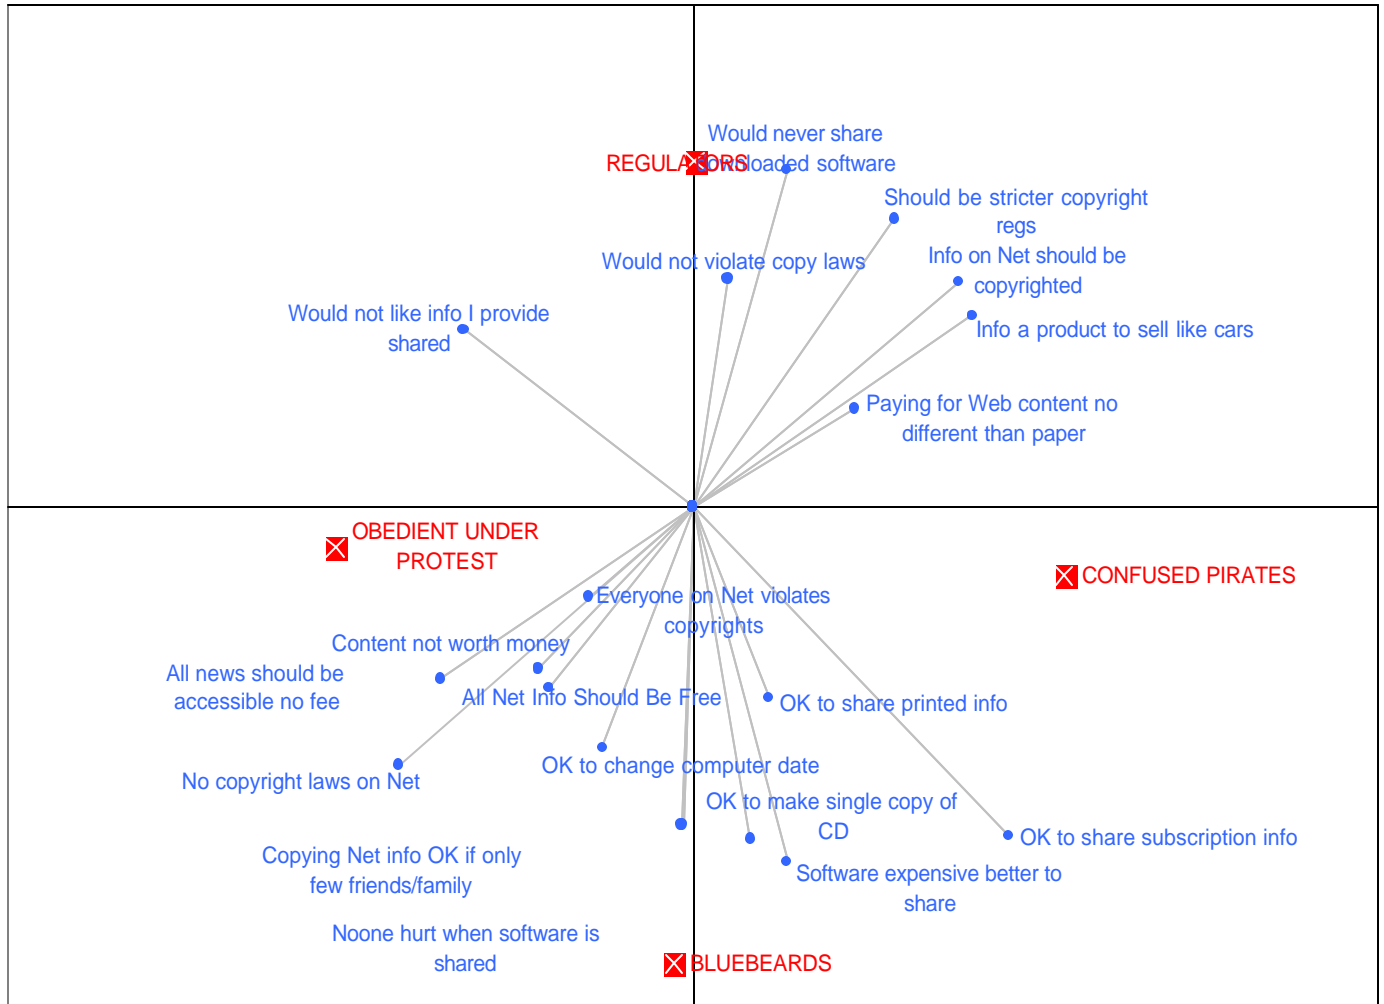 Would never share
REGULATORS
downloaded software
Should be stricter copyright
regs
Would not violate copy laws
Info on Net should be
copyrighted
Would not like info I provide
shared
Info a product to sell like cars
Paying for Web content no
different than paper
OBEDIENT UNDER
PROTEST
CONFUSED PIRATES
Everyone on Net violates
copyrights
Content not worth money
All news should be
accessible no fee
All Net Info Should Be Free
OK to share printed info
OK to change computer date
No copyright laws on Net
OK to make single copy of
CD
OK to share subscription info
Copying Net info OK if only
few friends/family
Software expensive better to
share
Noone hurt when software is
shared
BLUEBEARDS